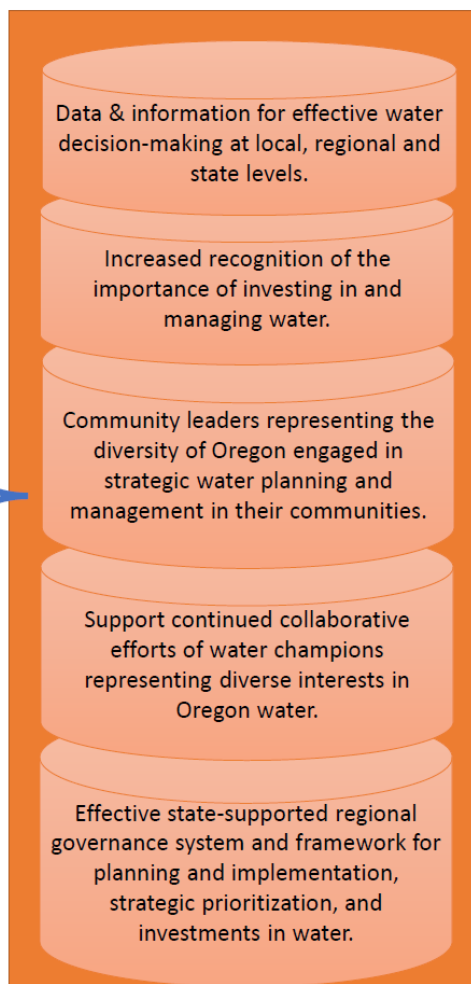 Data & information for effective water
decision-making at local, regional and
state levels.
Increased recognition of the
importance of investing in and
managing water.
Community leaders representing the
diversity of Oregon engaged in
strategic water planning and
management in their communities.
Support continued collaborative
efforts of water champions
representing diverse interests in
Oregon water.
Effective state-supported regional
governance system and framework for
planning and implementation,
strategic prioritization, and
investments in water.